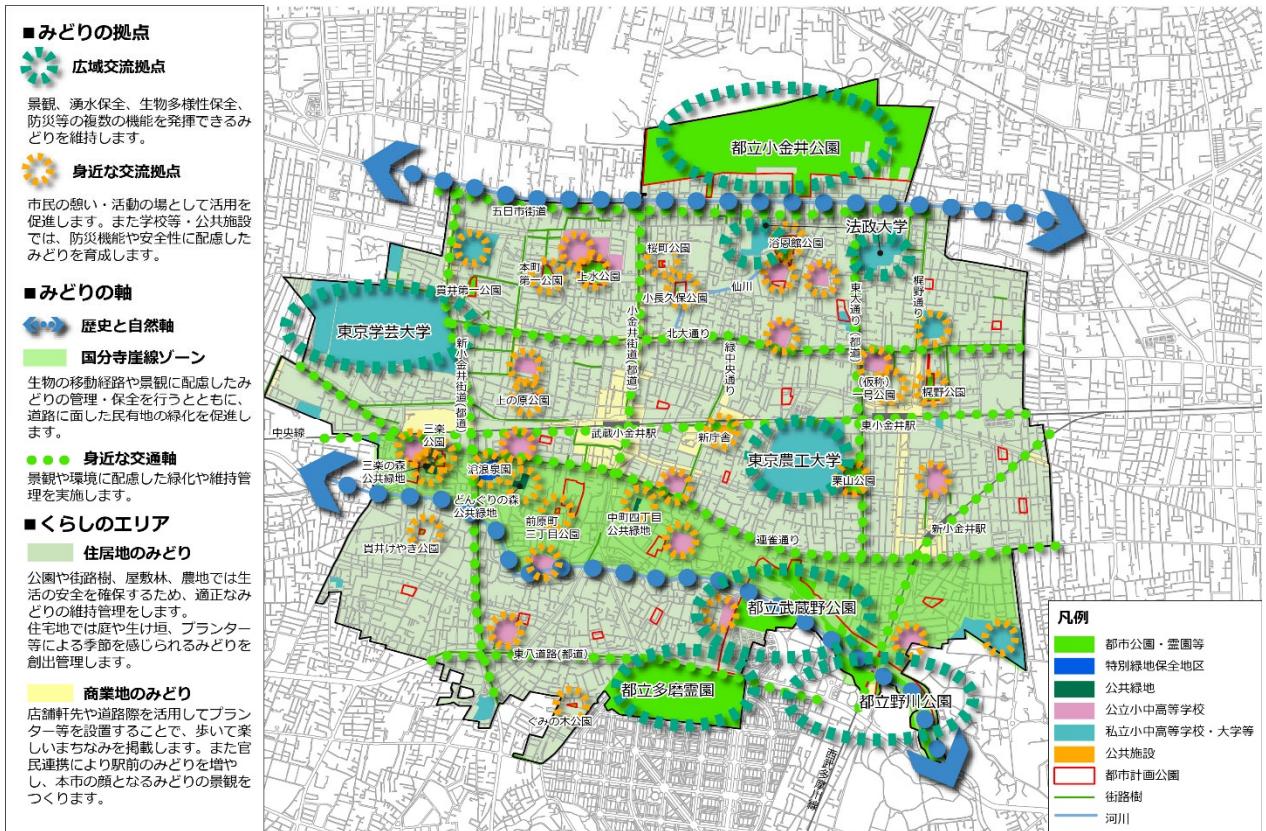 ■みどりの拠点
広域交流拠点
景観、湧水保全、生物多様性保全、
防災等の複数の機能を発揮できるみ
どりを維持します。
身近な交流拠点
市民の憩い・活動の場として活用を
促進します。また学校等・公共施設
では、防災機能や安全性に配慮した
みどりを育成します。
■みどりの軸
歴史と自然軸
国分寺崖線ゾーン
生物の移動経路や景観に配慮したみ
どりの管理・保全を行うとともに、
道路に面した民有地の緑化を促進し
ます。
身近な交通軸
景観や環境に配慮した緑化や維持管
理を実施します。
■くらしのエリア
住居地のみどり
公園や街路樹、屋敷林、農地では生
活の安全を確保するため、適正なみ
どりの維持管理をします。
住宅地では庭や生け垣、プランター
等による季節を感じられるみどりを
創出管理します。
商業地のみどり
店舗軒先や道路際を活用してプラン
ター等を設置することで、歩いて楽
しいまちなみを掲載します。また官
民連携により駅前のみどりを増や
し、本市の顔となるみどりの景観を
つくります。
都立小金井公園
五日市街道
法政大学
浴恩館公園
桜町公園
本町
第一公園
上水公園
貫井第一公園
小長久保公園
仙川
東大通り(都道)
梶野通り
東京学芸大学
新小金井街道(都道)
小金井街道(都道)
北大通り
緑中央通り
(仮称)
一号公園
梶野公園
上の原公園
中央線
三楽
公園
武蔵小金井駅
新庁舎
東小金井駅
三楽の森
公共緑地
滄浪泉園
東京農工大学
栗山公園
どんぐりの森
公共緑地
前原町
三丁目公園
中町四丁目
公共緑地
新小金井駅
貫井けやき公園
連雀通り
都立武蔵野公園
東八道路(都道)
都立多磨霊園
都立野川公園
ぐみの木公園
西武多摩川線
凡例
都市公園・霊園等
特別緑地保全地区
公共緑地
公立小中高等学校
私立小中高等学校・大学等
公共施設
都市計画公園
街路樹
河川